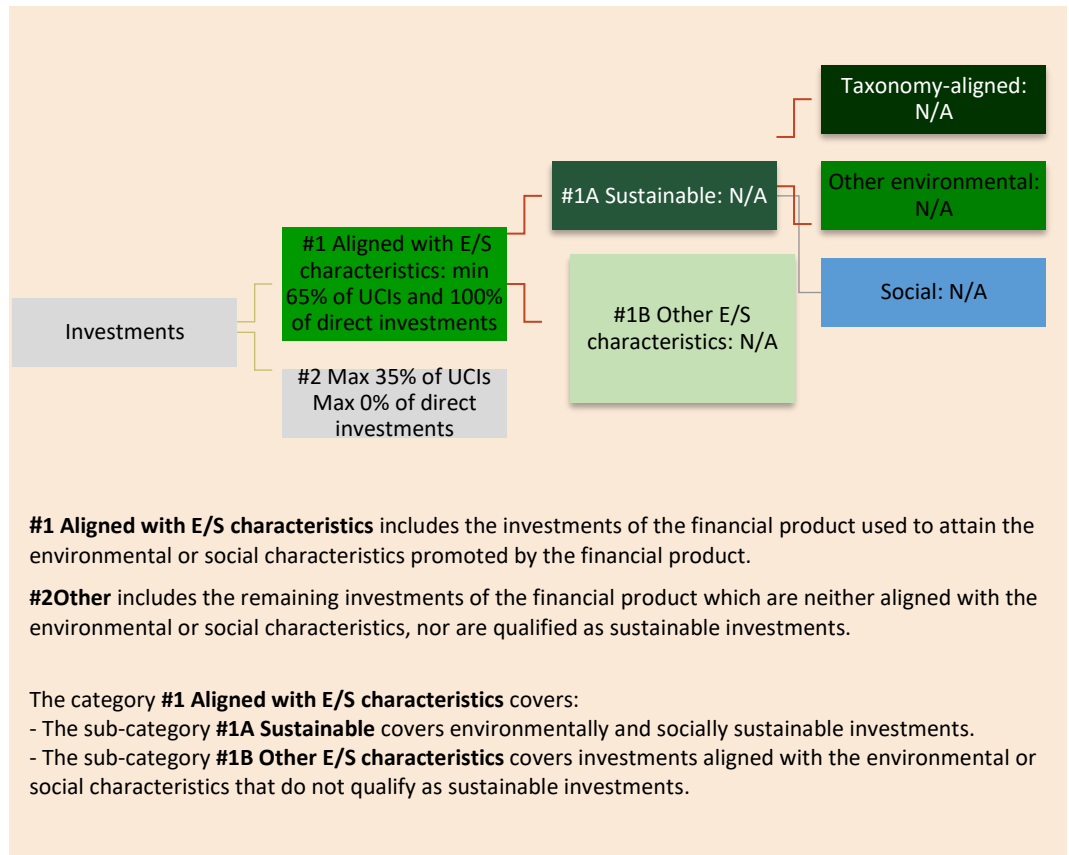 Taxonomy-aligned:
N/A
#1A Sustainable: N/A
Other environmental:
N/A
#1 Aligned with E/S
characteristics: min
65% of UCIs and 100%
of direct investments
Social: N/A
#1B Other E/S
characteristics: N/A
Investments
#2 Max 35% of UCIs
Max 0% of direct
investments
#1 Aligned with E/S characteristics includes the investments of the financial product used to attain the
environmental or social characteristics promoted by the financial product.
#2Other includes the remaining investments of the financial product which are neither aligned with the
environmental or social characteristics, nor are qualified as sustainable investments.
The category #1 Aligned with E/S characteristics covers:
- The sub-category #1A Sustainable covers environmentally and socially sustainable investments.
- The sub-category #1B Other E/S characteristics covers investments aligned with the environmental or
social characteristics that do not qualify as sustainable investments.